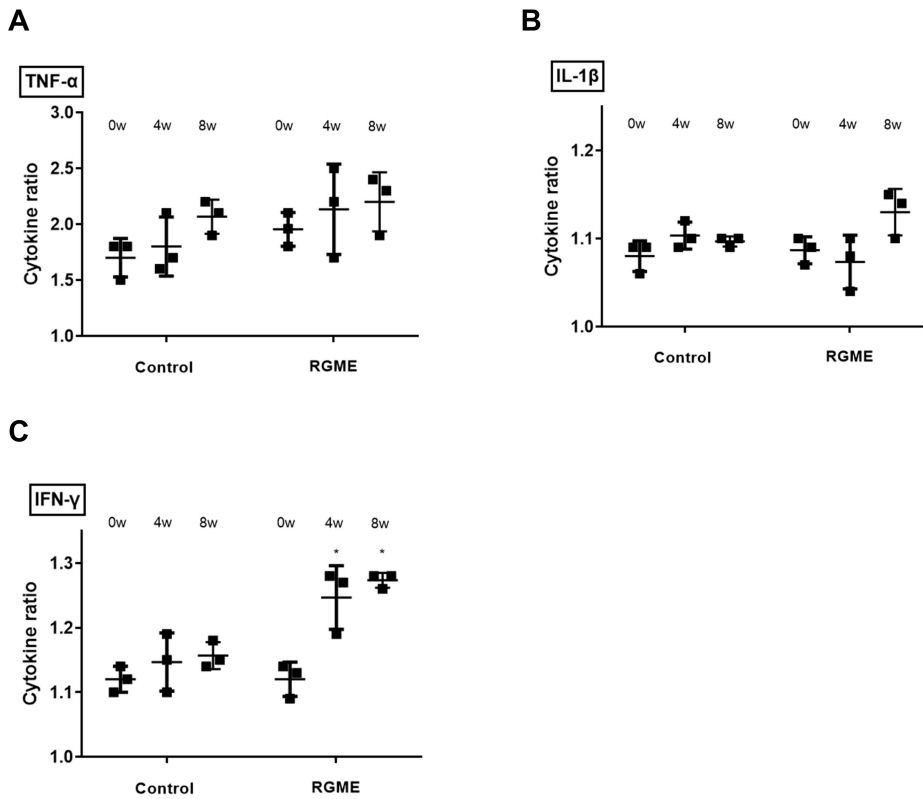 A
TNF-α
0w 4w 8w 0w 4w 8w
3.0
2.5
2.0
1.5
1.0
Cytokine ratio
Control RGME
B
IL-1β
0w 4w 8w 0w 4w 8w
1.2
1.1
1.0
Cytokine ratio
Control RGME
C
IFN-γ
0w 4w 8w 0w 4w 8w
* *
1.3
1.2
1.1
1.0
Cytokine ratio
Control RGME